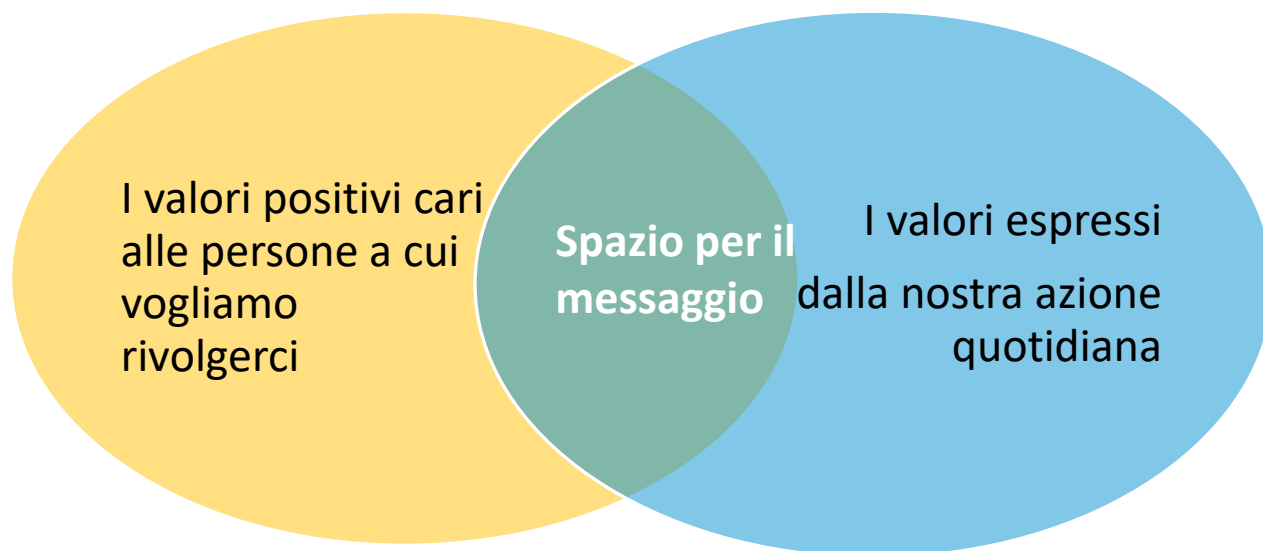 I valori positivi cari
alle persone a cui
vogliamo
rivolgerci
Spazio per il
messaggio
I valori espressi
dalla nostra azione
quotidiana